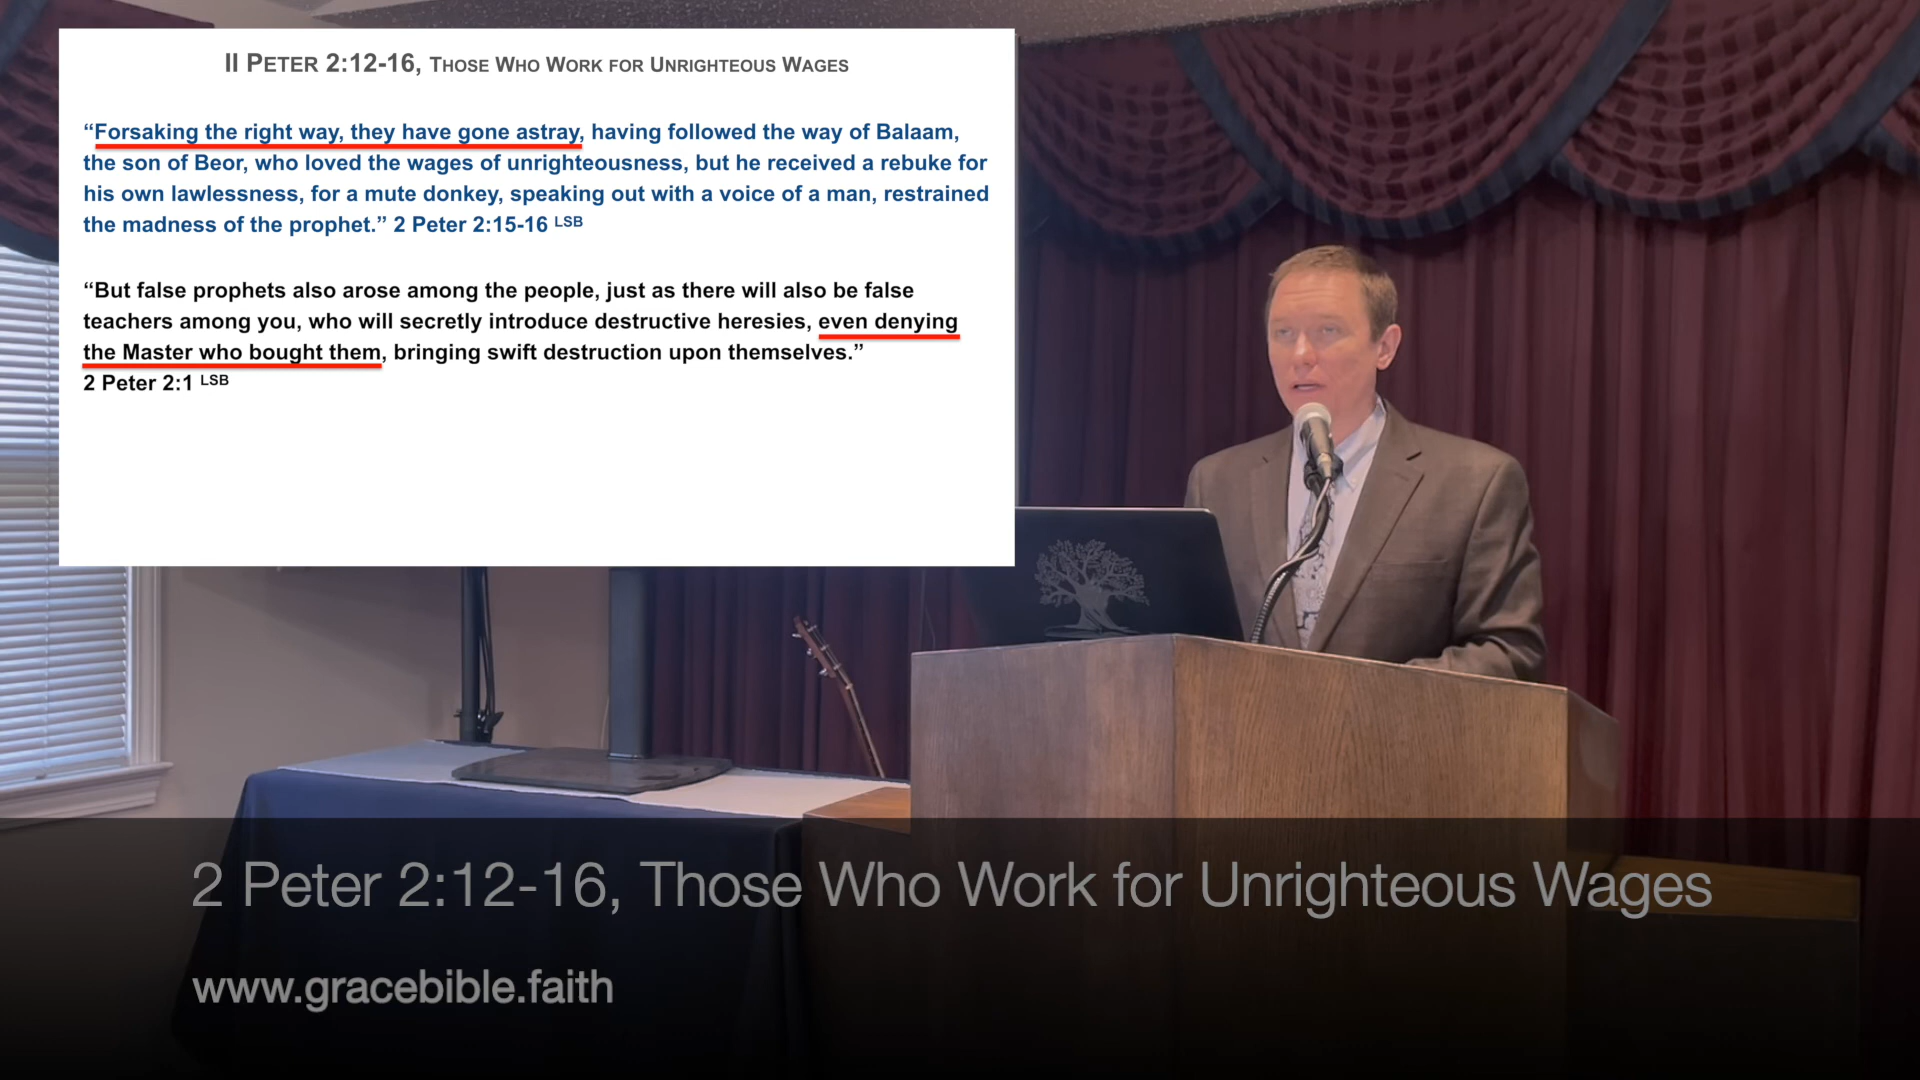 II PETER 2:12-16, THOSE WHO WORK FOR UNRIGHTEOUS WAGES
“Forsaking the right way, they have gone astray, having followed the way of Balaam,
the son of Beor, who loved the wages of unrighteousness, but he received a rebuke for
his own lawlessness, for a mute donkey, speaking out with a voice of a man, restrained
the madness of the prophet.” 2 Peter 2:15-16 LSB
“But false prophets also arose among the people, just as there will also be false
teachers among you, who will secretly introduce destructive heresies, even denying
the Master who bought them, bringing swift destruction upon themselves.”
2 Peter 2:1 LSB
2 Peter 2:12-16, Those Who Work for Unrighteous Wages
www.gracebible.faith